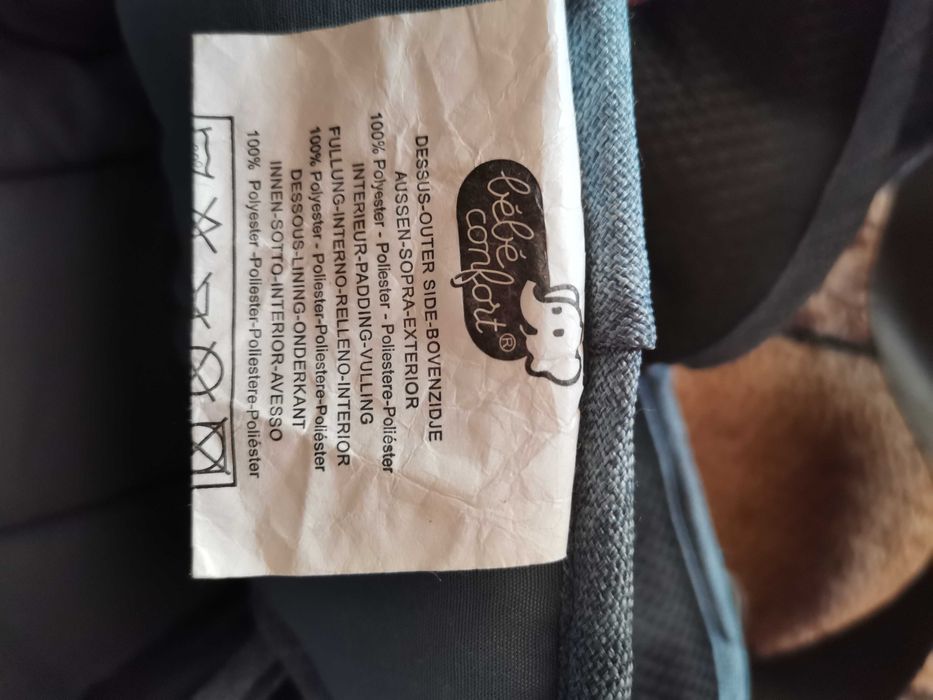 bébé
confort®
DESSUS-OUTER SIDE-BOVENZIDJE
AUSSEN-SOPRA-EXTERIOR
100% Polyester - Poliester - Poliestere-Poliéster
INTERIEUR-PADDING-VULLING
FULLUNG-INTERNO-RELLENO-INTERIOR
100% Polyester - Poliester-Poliestere-Poliéster
DESSOUS-LINING-ONDERKANT
INNEN-SOTTO-INTERIOR-AVESSO
100% Polyester -Poliester-Poliestere-Poliéster